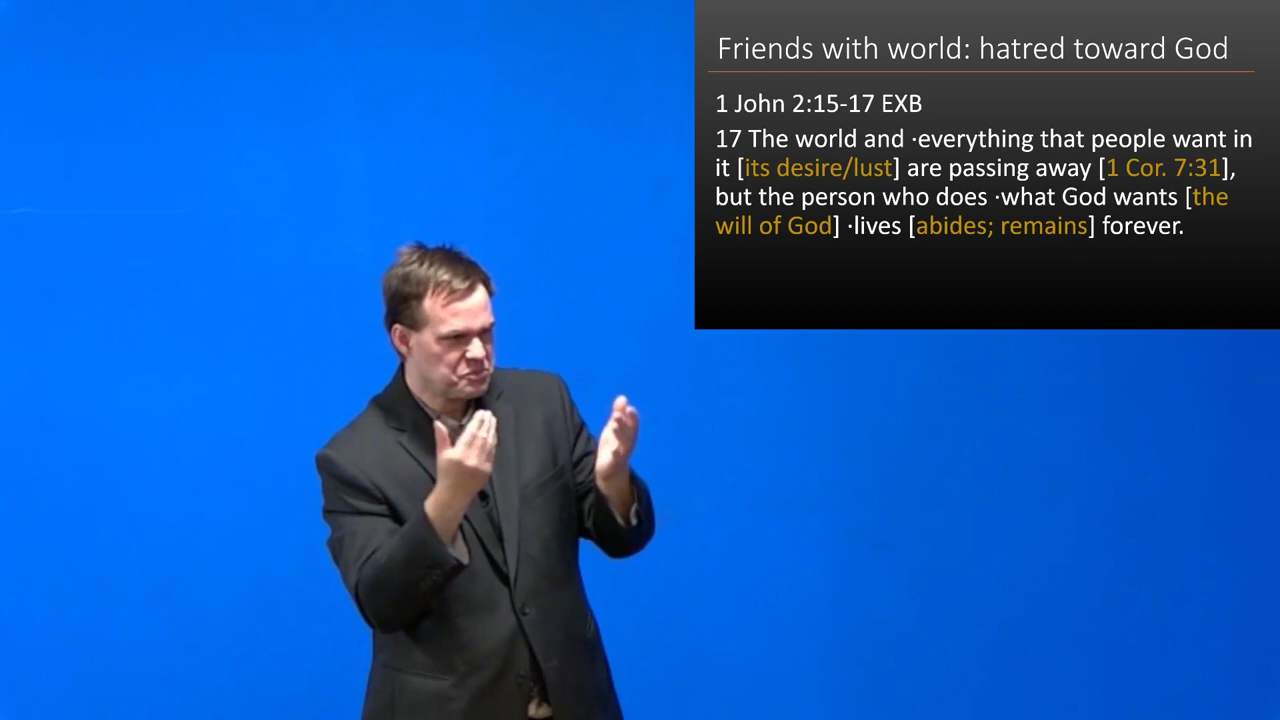 Friends with world: hatred toward God
1 John 2:15-17 EXB
17 The world and ·everything that people want in
it [its desire/lust] are passing away [1 Cor. 7:31],
but the person who does ·what God wants [the
will of God] ·lives [abides; remains] forever.